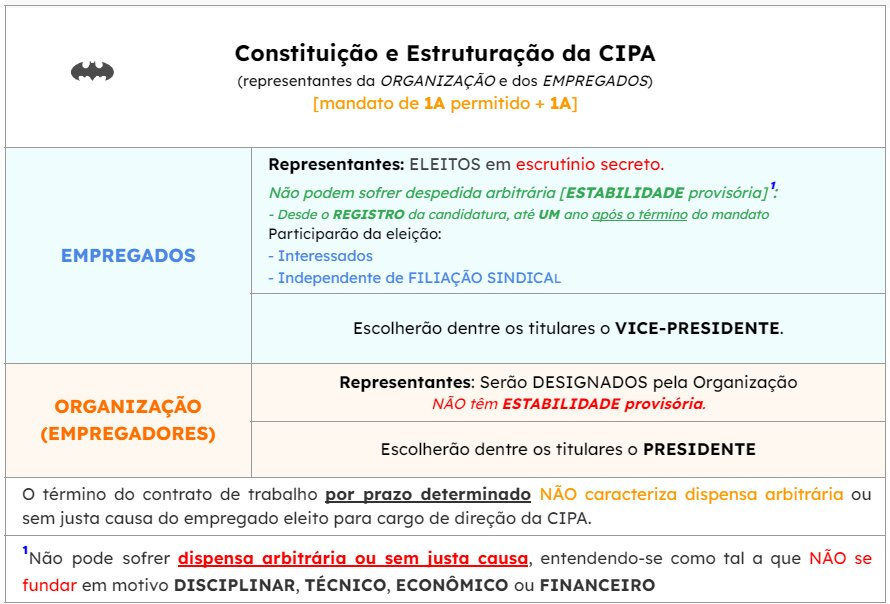 Constituição e Estruturação da CIPA
(representantes da ORGANIZAÇÃO e dos EMPREGADOS)
[mandato de 1A permitido + 1A]
EMPREGADOS
Representantes: ELEITOS em escrutínio secreto.
Não podem sofrer despedida arbitrária [ESTABILIDADE provisória]¹:
- Desde o REGISTRO da candidatura, até UM ano após o término do mandato
Participarão da eleição:
- Interessados
- Independente de FILIAÇÃO SINDICAL
Escolherão dentre os titulares o VICE-PRESIDENTE.
ORGANIZAÇÃO
(EMPREGADORES)
Representantes: Serão DESIGNADOS pela Organização
NÃO têm ESTABILIDADE provisória.
Escolherão dentre os titulares o PRESIDENTE
O término do contrato de trabalho por prazo determinado NÃO caracteriza dispensa arbitrária ou
sem justa causa do empregado eleito para cargo de direção da CIPA.
¹Não pode sofrer dispensa arbitrária ou sem justa causa, entendendo-se como tal a que NÃO se
fundar em motivo DISCIPLINAR, TÉCNICO, ECONÔMICO ou FINANCEIRO